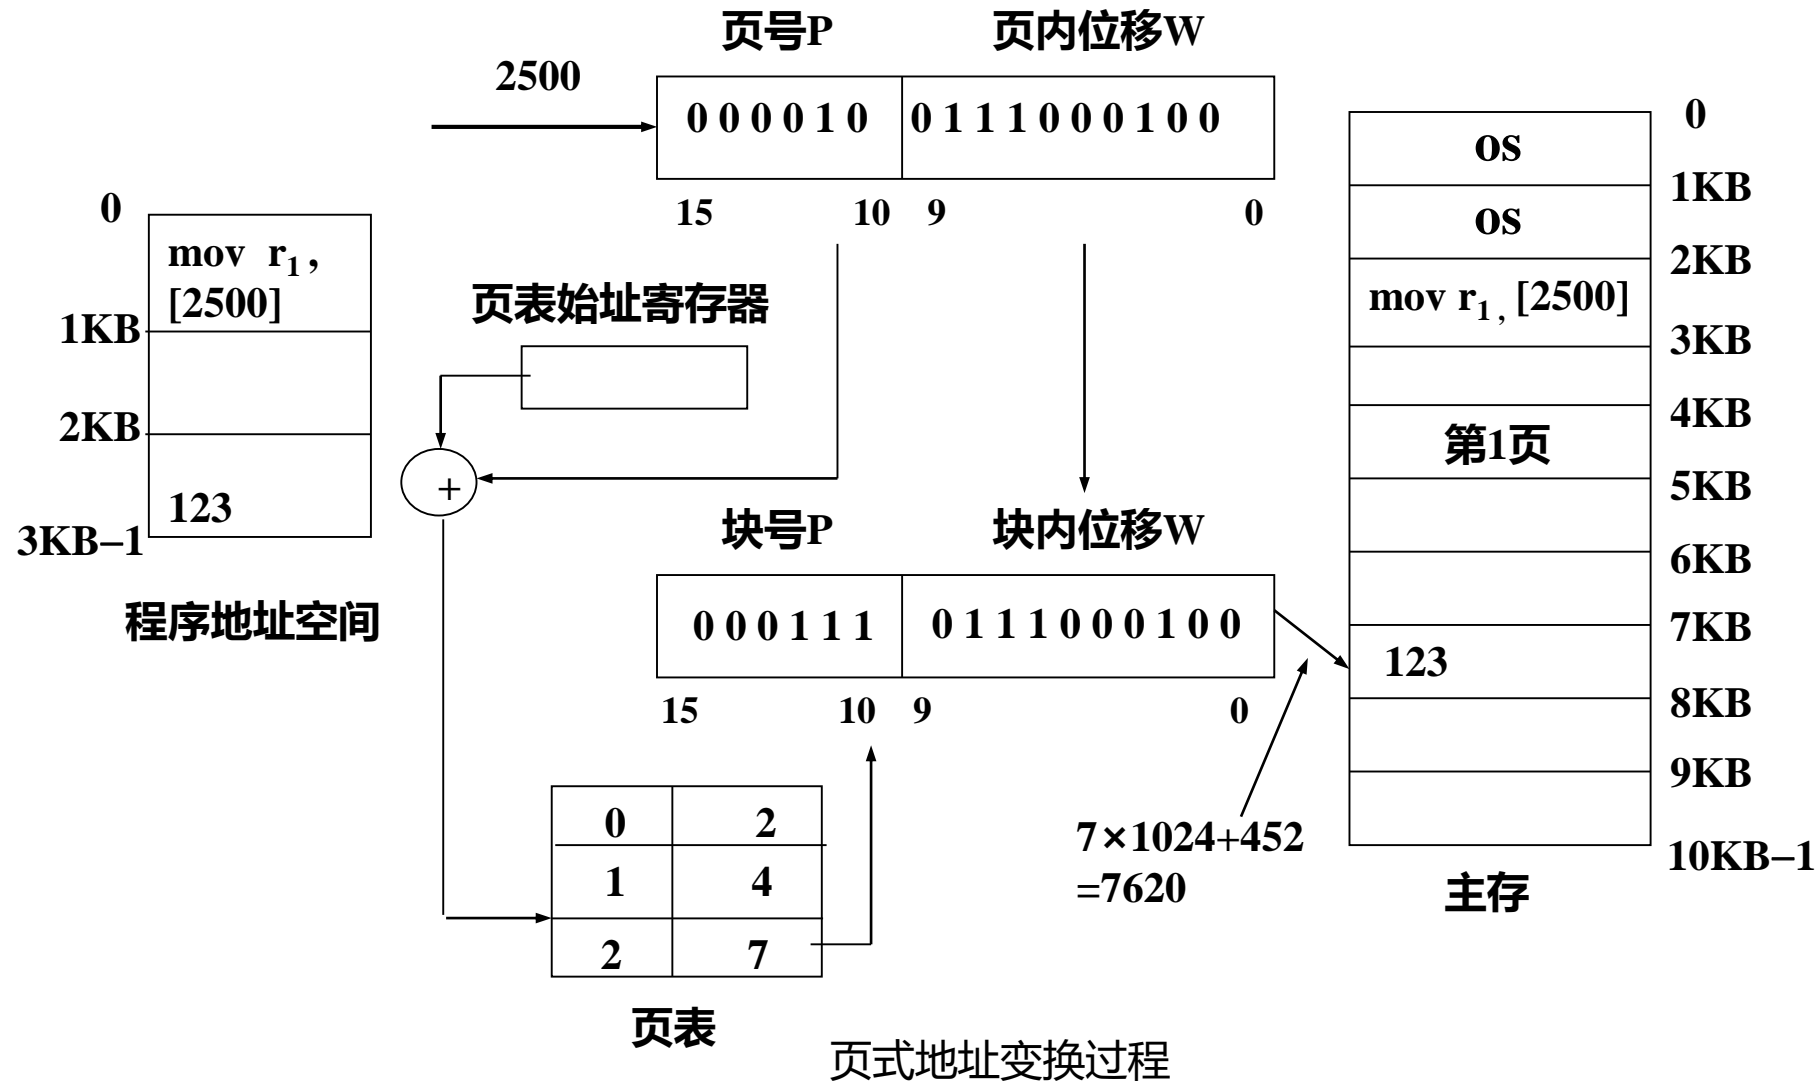 页号P 页内位移W
2500
0 0 0 0 1 0 0 1 1 1 0 0 0 1 0 0
15 10 9 0
0
mov r1 ,
[2500]
1KB
2KB
123
3KB–1
程序地址空间
页表始址寄存器
+
块号P 块内位移W
0 0 0 1 1 1 0 1 1 1 0 0 0 1 0 0
15 10 9 0
0 2
1 4
2 7
页表
7×1024+452
=7620
0
os
1KB
os
2KB
mov r1 , [2500]
3KB
4KB
第1页
5KB
6KB
7KB
123
8KB
9KB
10KB–1
主存
页式地址变换过程